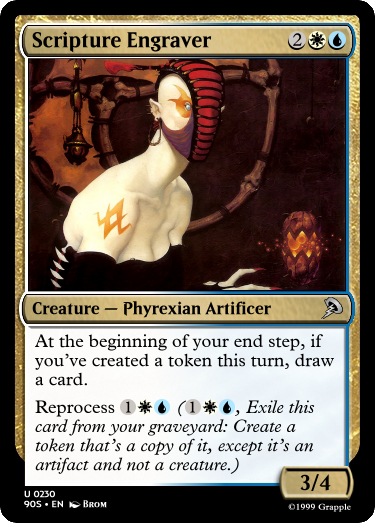 Scripture Engraver 2
Creature — Phyrexian Artificer
At the beginning of your end step, if
you've created a token this turn, draw
a card.
Reprocess 1 (1, Exile this
card from your graveyard: Create a
token that's a copy of it, except it's an
artifact and not a creature.)
3/4
U 0230
90S • EN BROM
©1999 Grapple